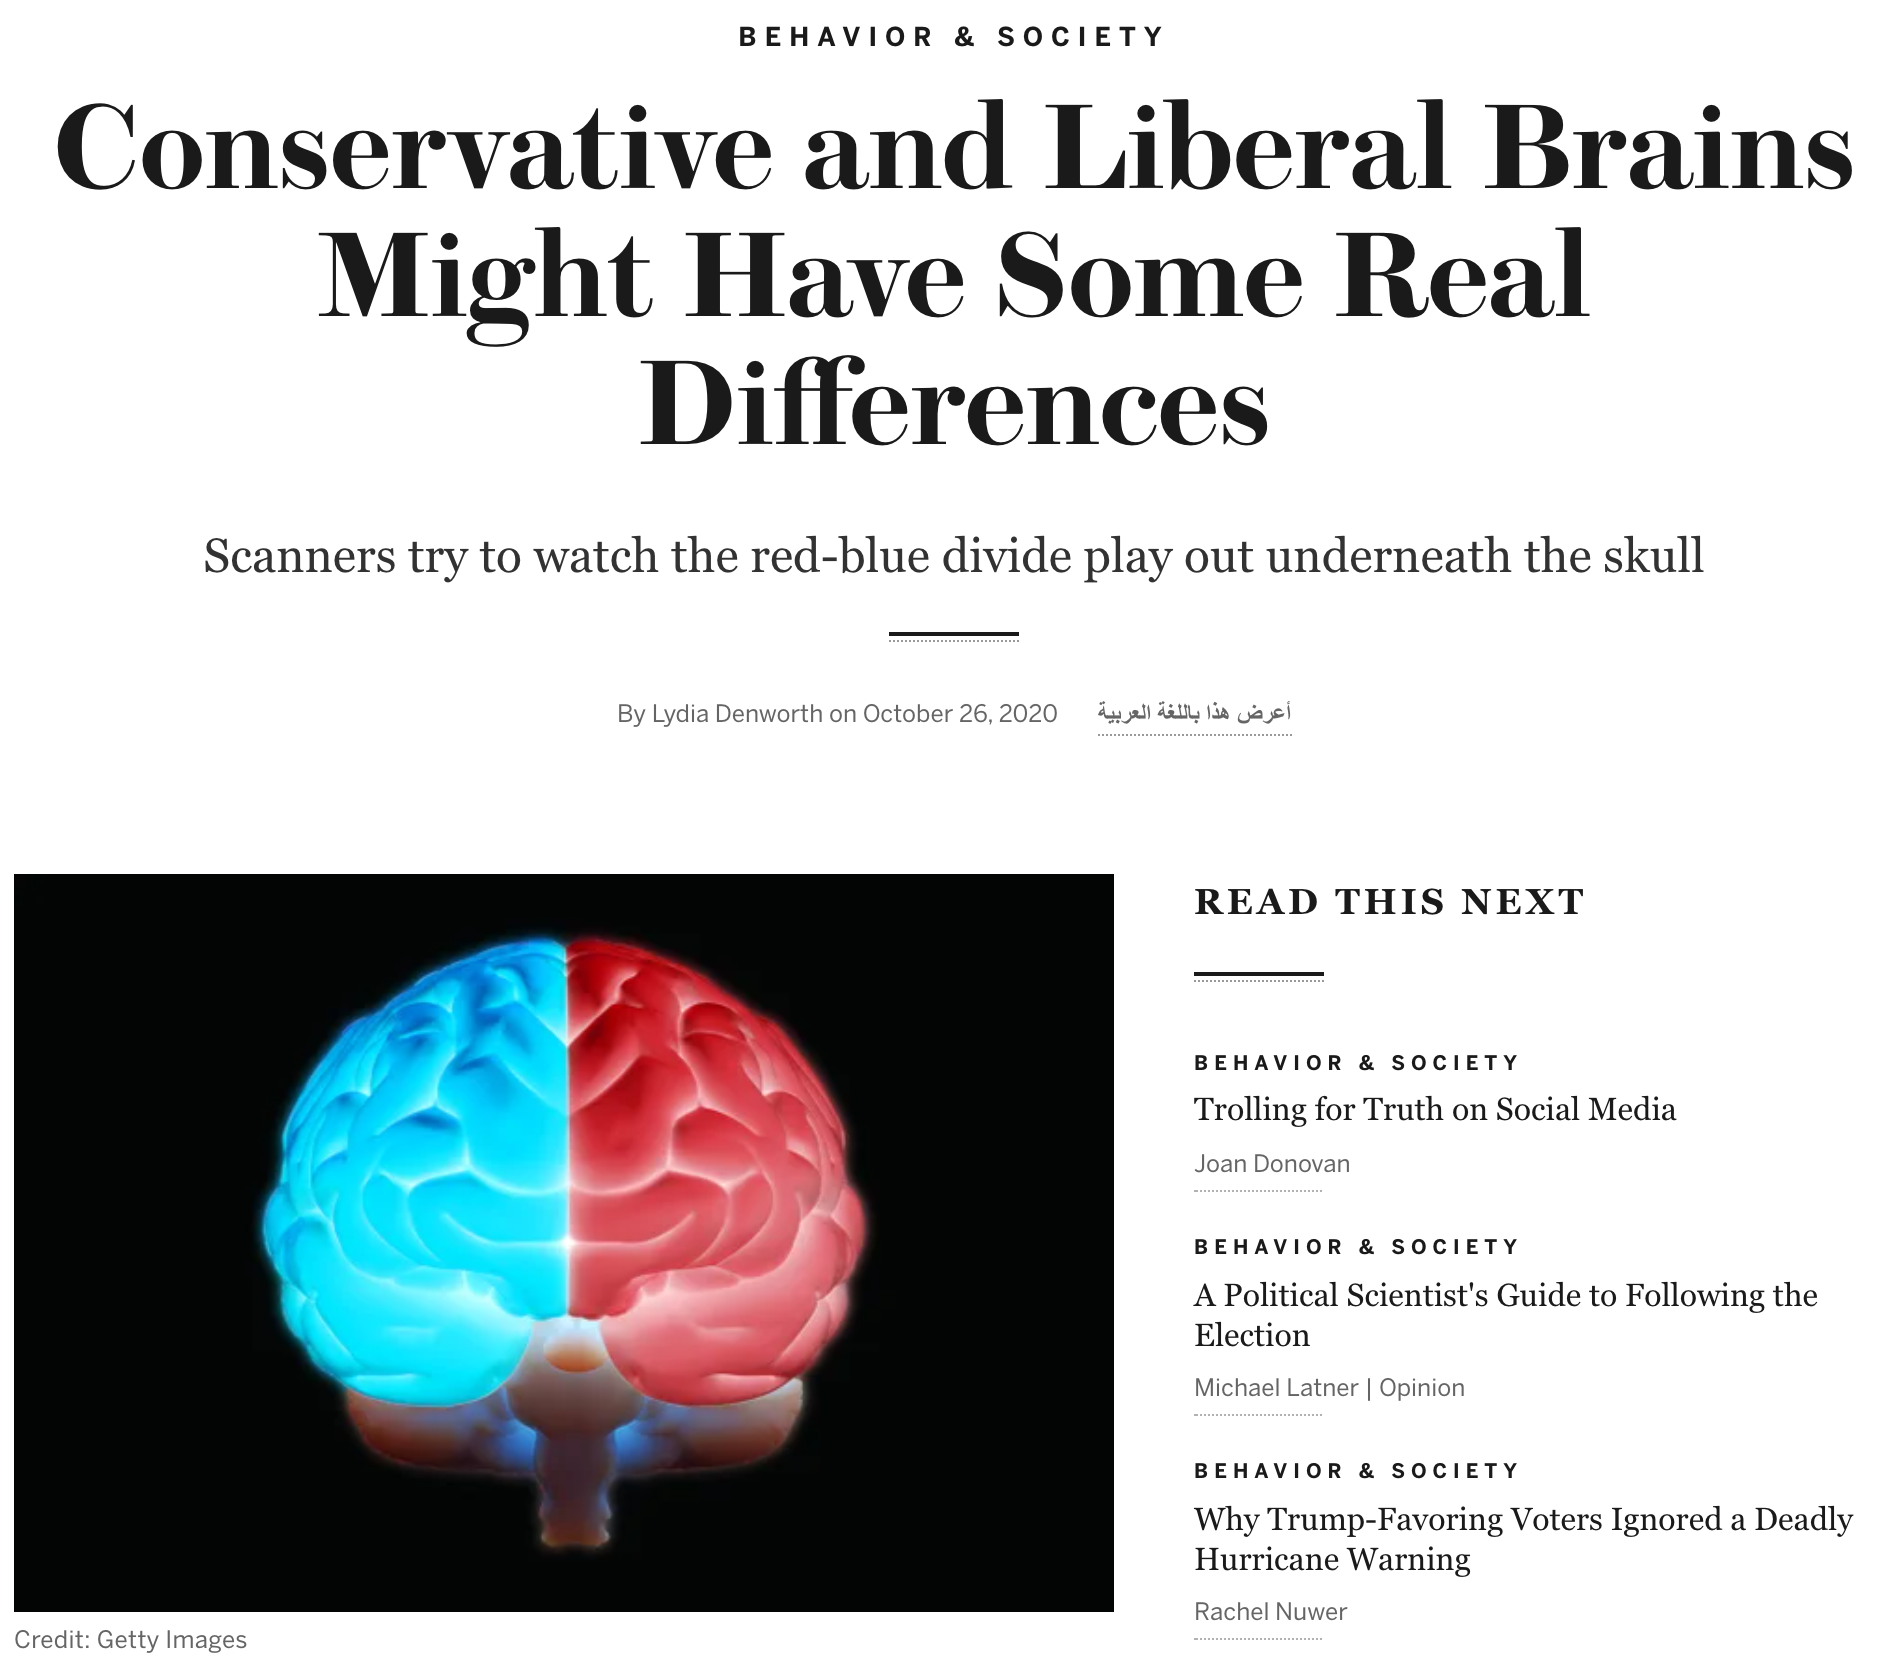 BEHAVIOR & SOCIETY
Conservative and Liberal Brains
Might Have Some Real
Differences
Scanners try to watch the red-blue divide play out underneath the skull
By Lydia Denworth on October 26, 2020 أعرض هذا باللغة العربية
Credit: Getty Images
READ THIS NEXT
BEHAVIOR & SOCIETY
Trolling for Truth on Social Media
Joan Donovan
BEHAVIOR & SOCIETY
A Political Scientist's Guide to Following the
Election
Michael Latner | Opinion
BEHAVIOR & SOCIETY
Why Trump-Favoring Voters Ignored a Deadly
Hurricane Warning
Rachel Nuwer